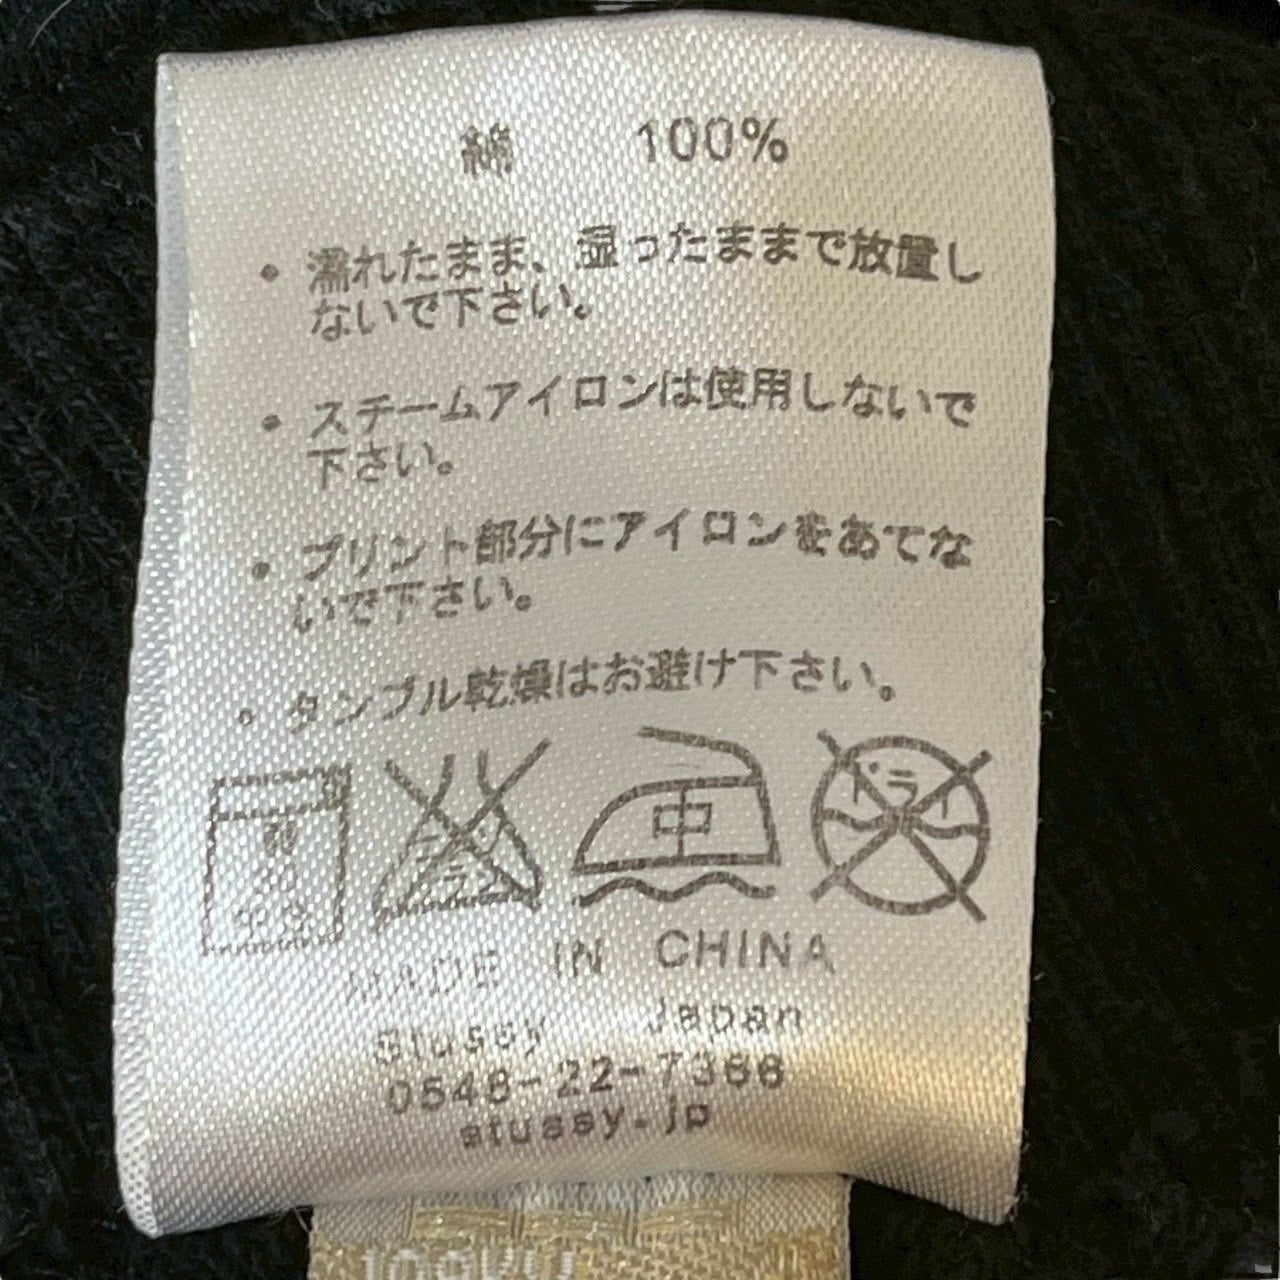 綿 100%
・濡れたまま、湿ったままで放置し
ないで下さい。
・スチームアイロンは使用しないで
下さい。
・プリント部分にアイロンをあてな
いで下さい。
・タンブル乾燥はお避け下さい。
中
ドライ
MADE IN CHINA
Stussy Japan
0548-22-7366
stussy.jp